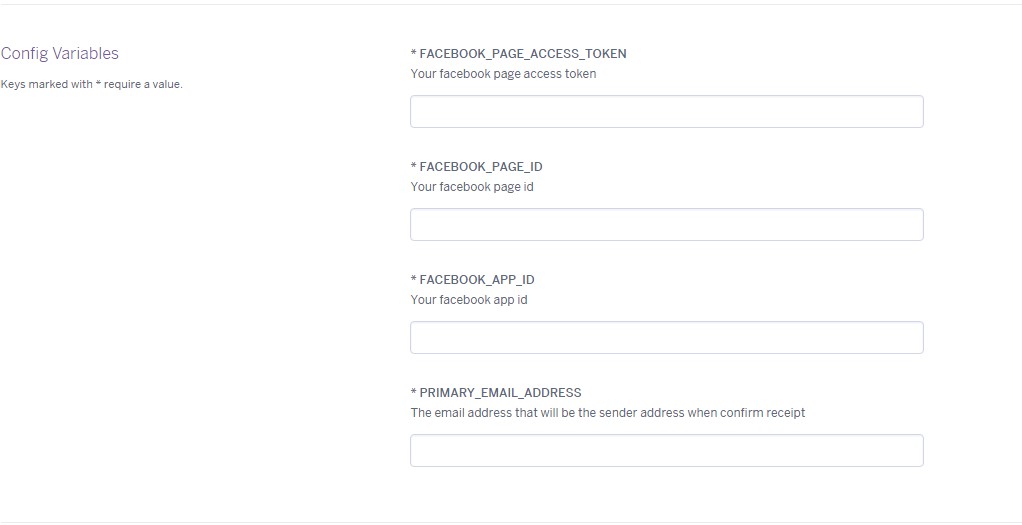 Config Variables
Keys marked with * require a value.
* FACEBOOK_PAGE_ACCESS_TOKEN
Your facebook page access token
* FACEBOOK_PAGE_ID
Your facebook page id
* FACEBOOK_APP_ID
Your facebook app id
* PRIMARY_EMAIL_ADDRESS
The email address that will be the sender address when confirm receipt